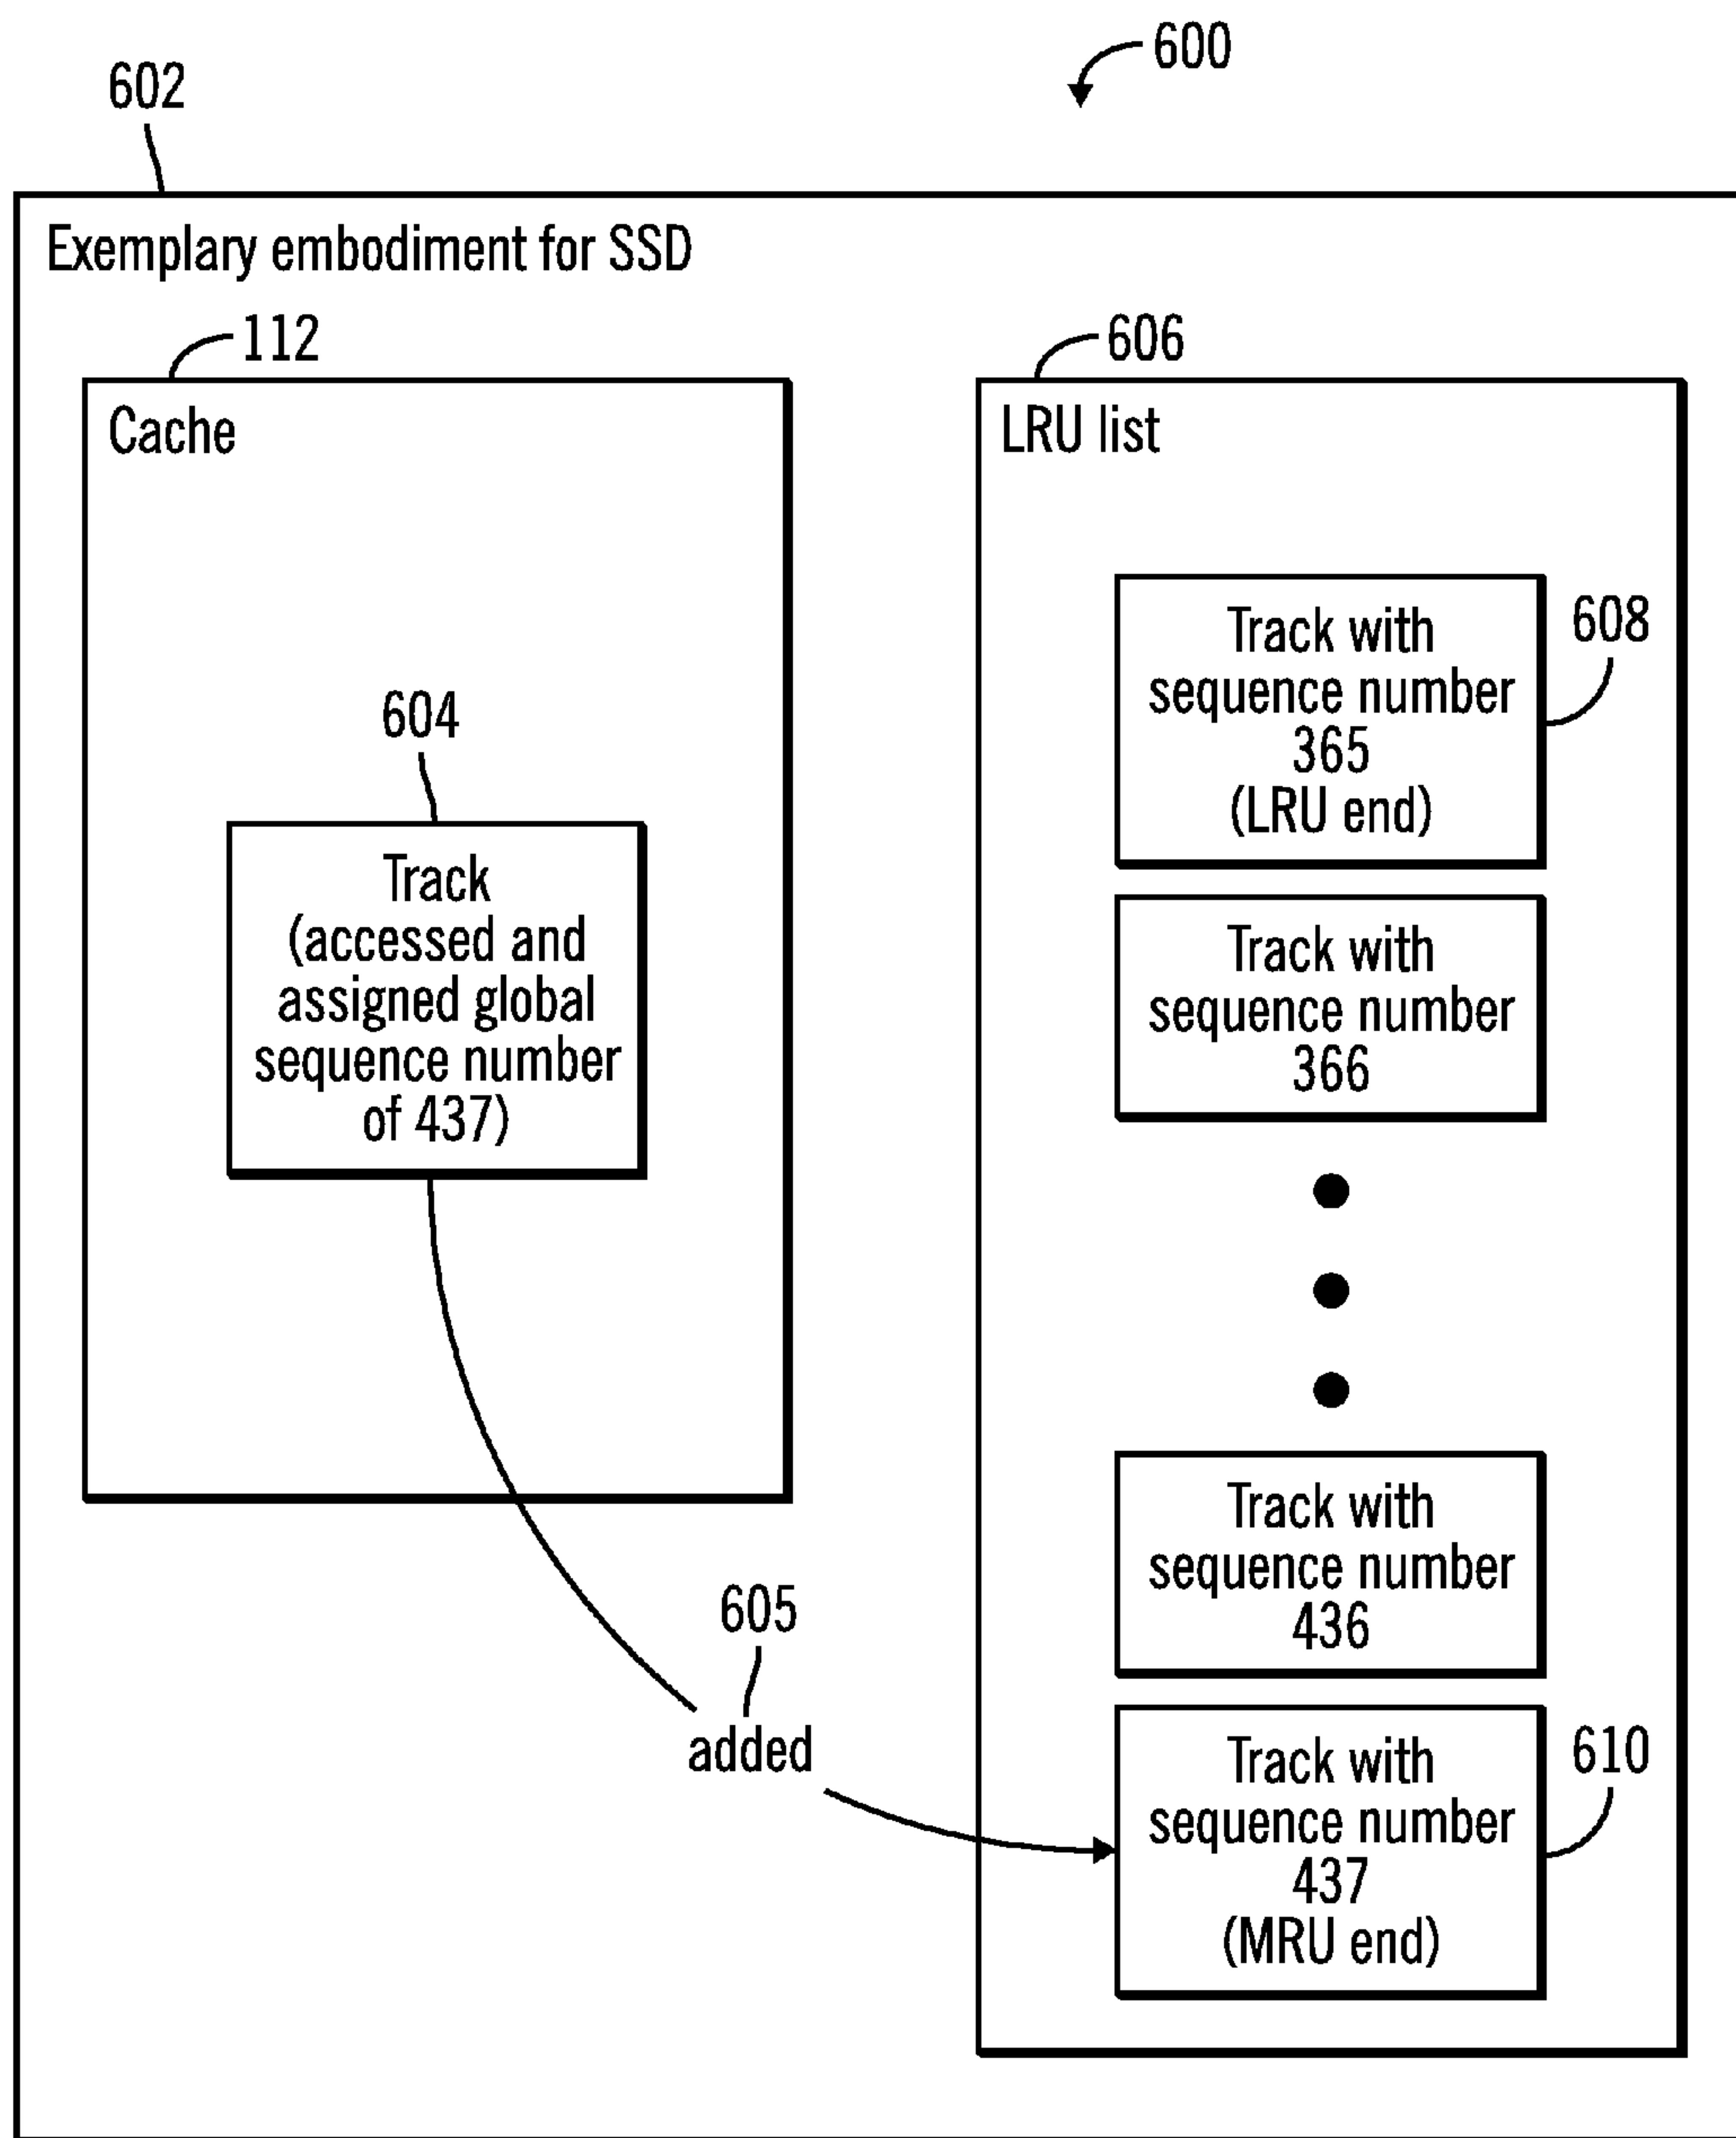 600
602
Exemplary embodiment for SSD
112
Cache
604
Track
(accessed and
assigned global
sequence number
of 437)
605
added
606
LRU list
Track with
sequence number
365
(LRU end)
608
Track with
sequence number
366
Track with
sequence number
436
Track with
sequence number
437
(MRU end)
610